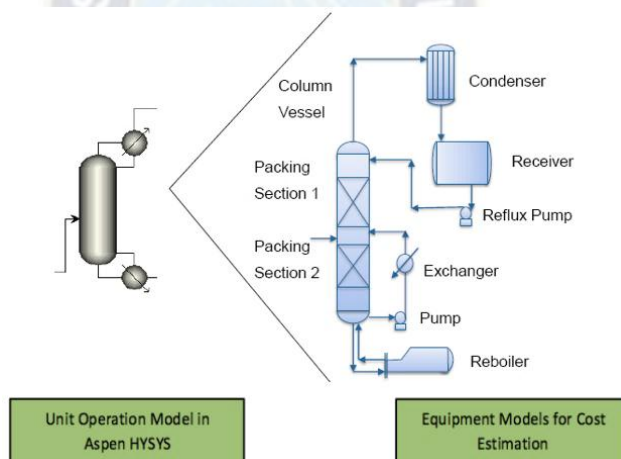 Column
Vessel
Condenser
Packing
Section 1
Receiver
Reflux Pump
Packing
Section 2
Exchanger
Pump
Reboiler
Unit Operation Model in
Aspen HYSYS
Equipment Models for Cost
Estimation